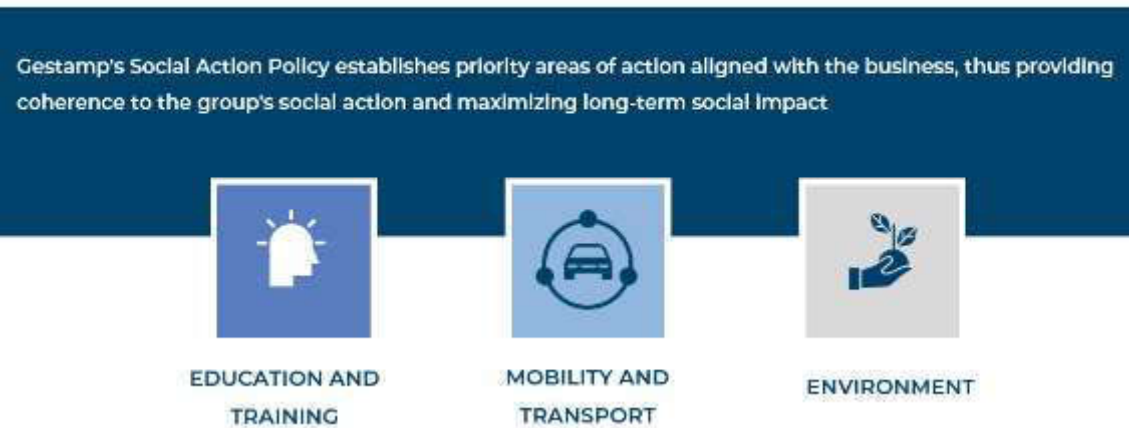 Gestamp's Social Action Policy establishes priority areas of action aligned with the business, thus providing
coherence to the group's social action and maximizing long-term social impact
EDUCATION AND
TRAINING
MOBILITY AND
TRANSPORT
ENVIRONMENT